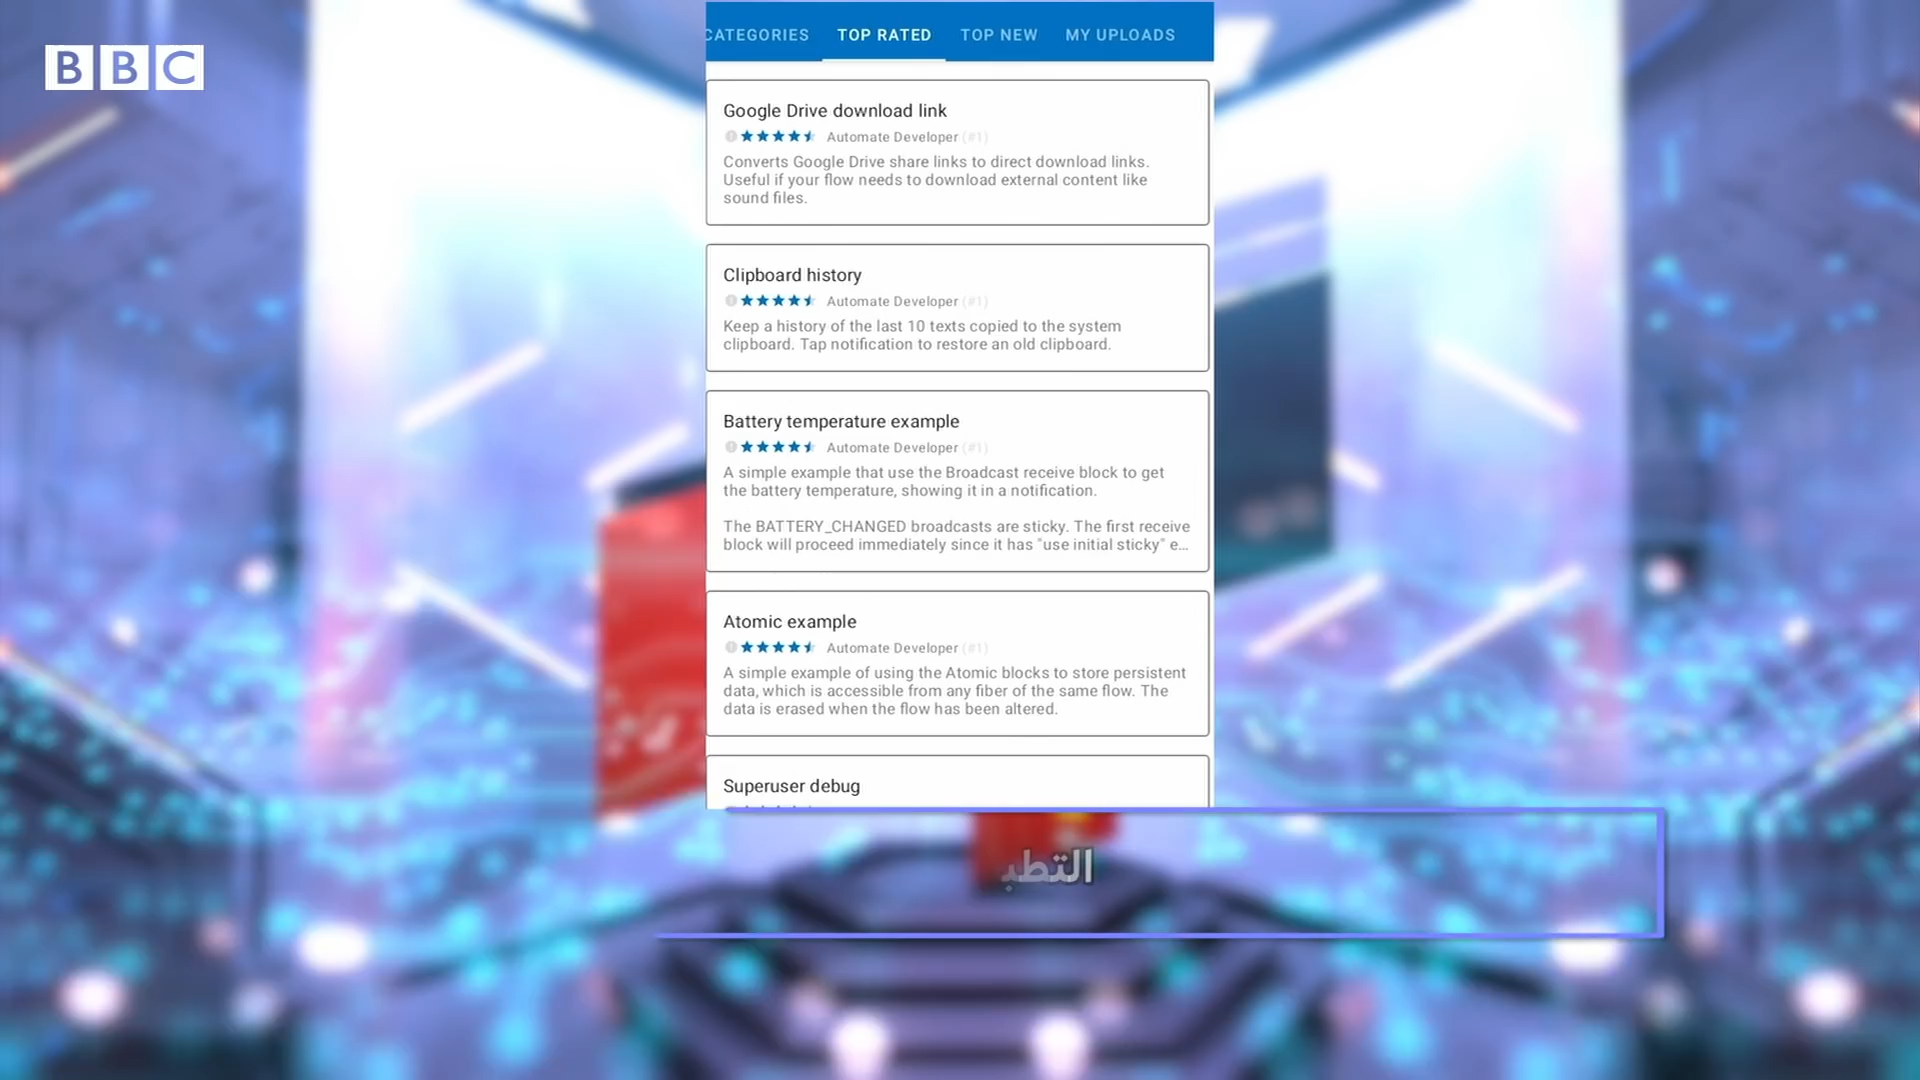 BBC
CATEGORIES TOP RATED TOP NEW MY UPLOADS
Google Drive download link
Automate Developer (#1)
Converts Google Drive share links to direct download links.
Useful if your flow needs to download external content like
sound files.
Clipboard history
Automate Developer (#1)
Keep a history of the last 10 texts copied to the system
clipboard. Tap notification to restore an old clipboard.
Battery temperature example
Automate Developer (#1)
A simple example that use the Broadcast receive block to get
the battery temperature, showing it in a notification.
The BATTERY_CHANGED broadcasts are sticky. The first receive
block will proceed immediately since it has "use initial sticky" e...
Atomic example
Automate Developer (#1)
A simple example of using the Atomic blocks to store persistent
data, which is accessible from any fiber of the same flow. The
data is erased when the flow has been altered.
Superuser debug
التطب